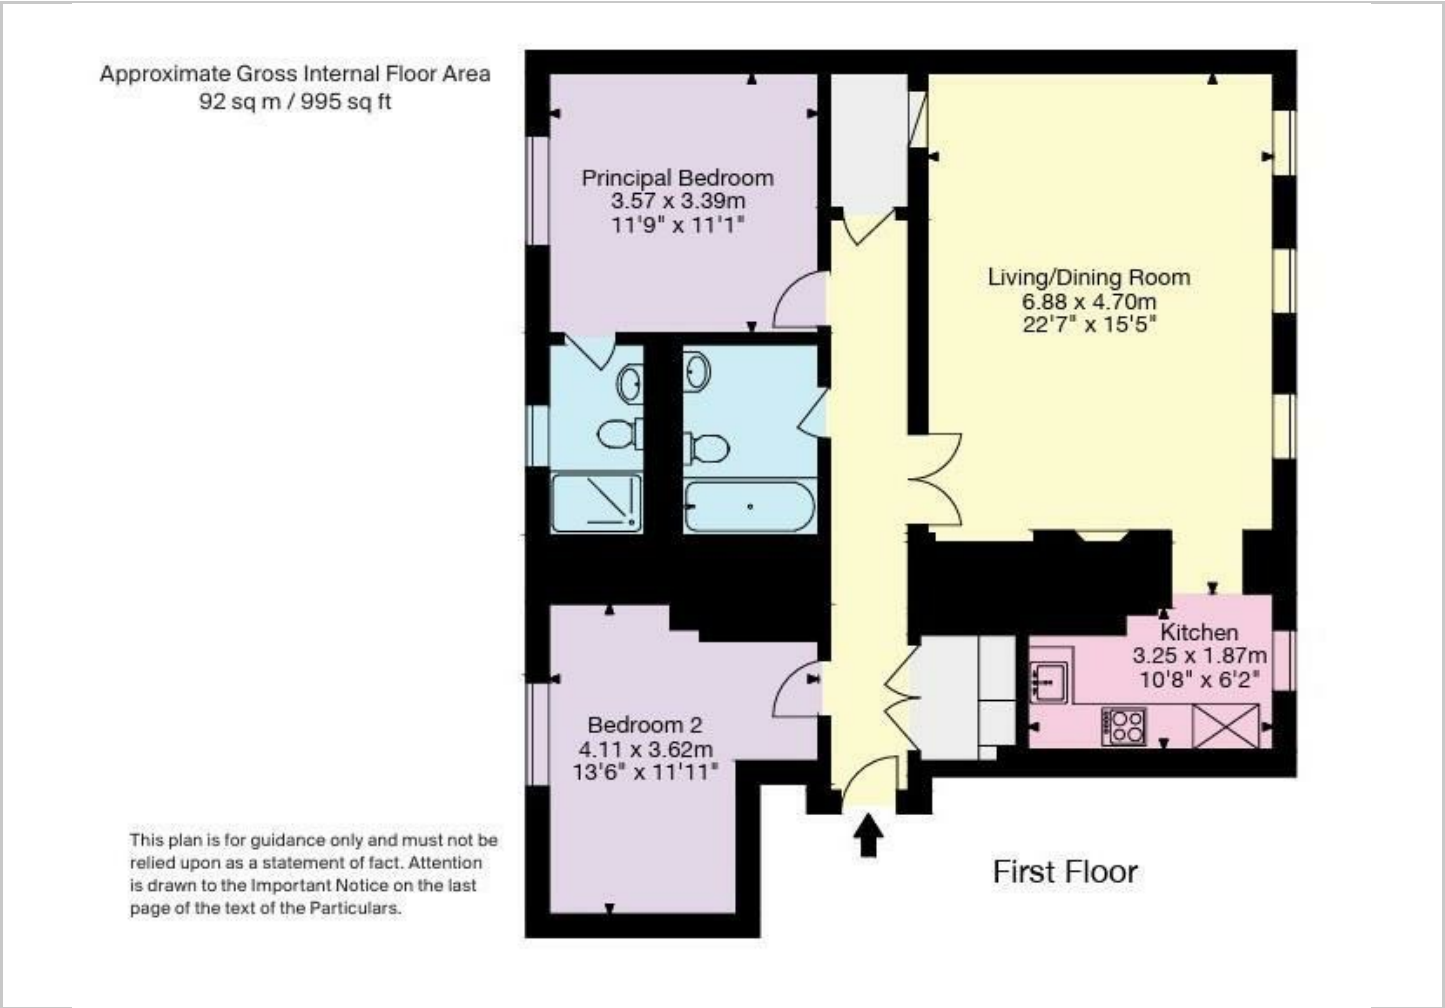 Approximate Gross Internal Floor Area
92 sq m / 995 sq ft
Principal Bedroom
3.57 x 3.39m
11'9" x 11'1"
Living/Dining Room
6.88 x 4.70m
22'7" x 15'5"
Kitchen
3.25 x 1.87m
10'8" x 6'2"
Bedroom 2
4.11 x 3.62m
13'6" x 11'11"
This plan is for guidance only and must not be
relied upon as a statement of fact. Attention
is drawn to the Important Notice on the last
page of the text of the Particulars.
First Floor